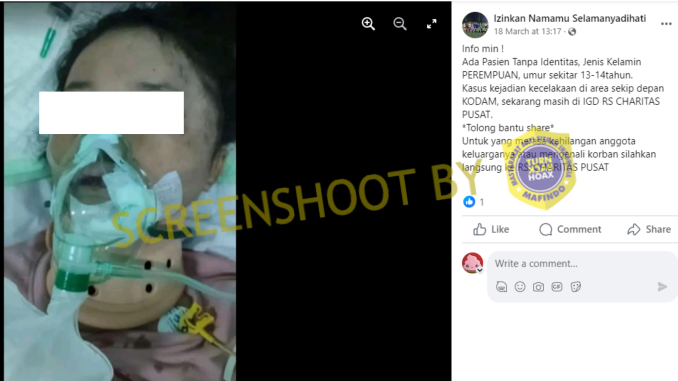 Izinkan Namamu Selamanyadihati
18 March at 13:17 ·
Info min !
Ada Pasien Tanpa Identitas, Jenis Kelamin
PEREMPUAN, umur sekitar 13-14tahun.
Kasus kejadian kecelakaan di area sekip depan
KODAM, sekarang masih di IGD RS CHARITAS
PUSAT.
*Tolong bantu share*
Untuk yang kehilangan anggota
keluarganya atau mengenali korban silahkan
langsung RS CHARITAS PUSAT
1
Like
Comment
Share
Write a comment...
GIF
SCREENSHOOT BY
TURN
HOAX
MAFINDO